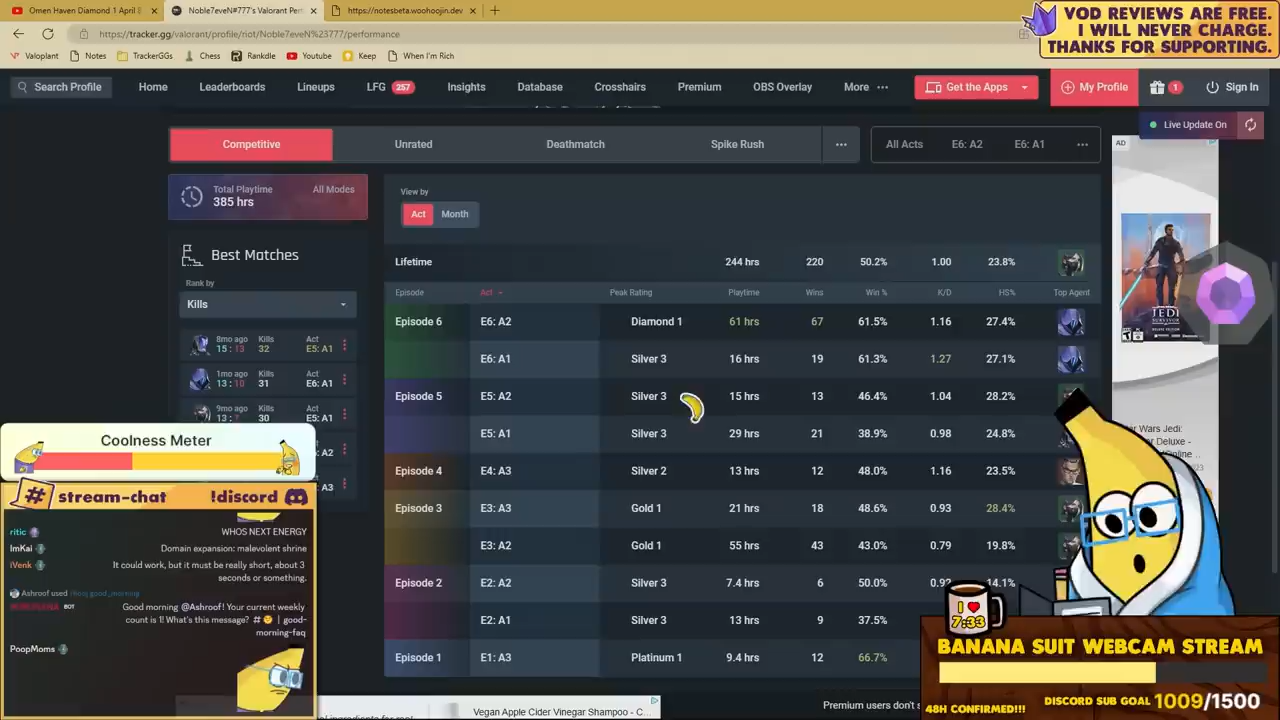 Omen Haven Diamond 1 April
Noble7eveN#777's Valorant Per
https://notesbeta.woohoojin.dev
https://tracker.gg/valorant/profile/riot/Noble7eveN%23777/performance
Valoplant
Notes
TrackerGGs
Chess
Rankdle
Youtube
Keep
When I'm Rich
VOD REVIEWS ARE FREE.
I WILL NEVER CHARGE.
THANKS FOR SUPPORTING.
Search Profile
Home
Leaderboards
LFG 257
Insights
Database
Crosshairs
Premium
OBS Overlay
More
Get the Apps
My Profile
1
Sign In
Lineups
Live Update On
Competitive
Unrated
Deathmatch
Spike Rush
All Acts
E6: A2
E6: A1
AD
Total Playtime
All Modes
385 hrs
View by
Act
Month
Best Matches
Rank by
Kills
Lifetime 244 hrs 220 50.2% 1.00 23.8%
Episode Act Peak Rating Playtime Wins Win % K/D HS% Top Agent
Episode 6 E6: A2 Diamond 1 61 hrs 67 61.5% 1.16 27.4%
E6: A1 Silver 3 16 hrs 19 61.3% 1.27 27.1%
Episode 5 E5: A2 Silver 3 15 hrs 13 46.4% 1.04 28.2%
E5: A1 Silver 3 29 hrs 21 38.9% 0.98 24.8%
Episode 4 E4: A3 Silver 2 13 hrs 12 48.0% 1.16 23.5%
Episode 3 E3: A3 Gold 1 21 hrs 18 48.6% 0.93 28.4%
E3: A2 Gold 1 55 hrs 43 43.0% 0.79 19.8%
Episode 2 E2: A2 Silver 3 7.4 hrs 6 50.0% 0.92 14.1%
E2: A1 Silver 3 13 hrs 9 37.5%
Episode 1 E1: A3 Platinum 1 9.4 hrs 12 66.7%
8mo ago Kills Act
15 : 13 32 E5: A1
1mo ago Kills Act
13 : 10 31 E6: A1
9mo ago Kills Act
30 E5: A1
A2
A3
JEDI
SURVIVOR
Wars Jedi:
Deluxe -
Coolness Meter
# stream-chat !discord
ritic
WHOS NEXT ENERGY
ImKai
Domain expansion: malevolent shrine
iVenk
It could work, but it must be really short, about 3
seconds or something.
Ashroof used
BOT
Good morning @Ashroof! Your current weekly
count is 1! What's this message? # | good-
morning-faq
PoopMoms
Vegan Apple Cider Vinegar Shampoo - C...
Premium users don't s
I ♥
7:33
BANANA SUIT WEBCAM STREAM
48H CONFIRMED!!!
DISCORD SUB GOAL 1009/1500